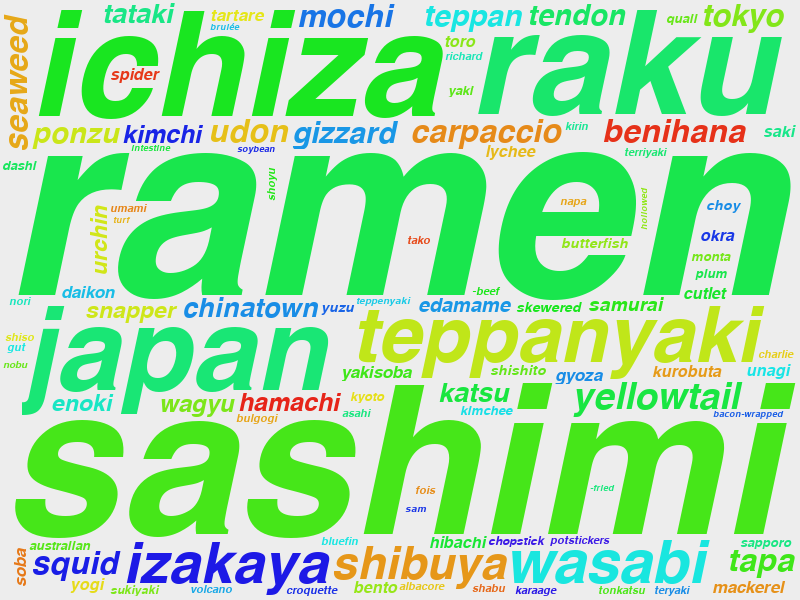 seaweed
tataki
tartare
brulée
mochi
teppan
tendon
quail
tokyo
ichiza
raku
spider
toro
richard
yaki
ponzu
kimchi
udon
gizzard
carpaccio
kirin
benihana
saki
intestine
soybean
lychee
terriyaki
dashi
ramen
shoyu
umami
turf
urchin
tako
napa
butterfish
hollowed
choy
okra
monta
plum
cutlet
nori
daikon
snapper
chinatown
yuzu
teppenyaki
-beef
edamame
skewered
samurai
shiso
gut
nobu
japan
teppanyaki
charlie
yakisoba
shishito
gyoza
kurobuta
unagi
enoki
wagyu
bulgogi
hamachi
kyoto
asahi
katsu
kimchee
yellowtail
bacon-wrapped
sashimi
fois
sam
-fried
soba
australian
squid
yogi
sukiyaki
izakaya
volcano
croquette
bluefin
shibuya
bento
albacore
hibachi
chopstick
potstickers
shabu
karaage
wasabi
tonkatsu
teryaki
sapporo
tapa
mackerel